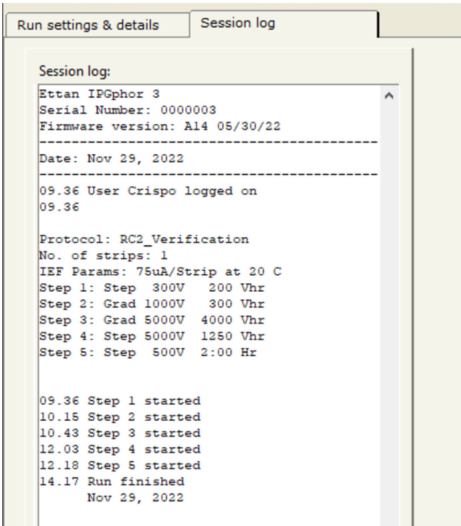 Run settings & details
Session log
Session log:
Ettan IPGphor 3
Serial Number: 0000003
Firmware version: A14 05/30/22
----------------------------------------
Date: Nov 29, 2022
----------------------------------------
09.36 User Crispo logged on
09.36
Protocol: RC2_Verification
No. of strips: 1
IEF Params: 75uA/Strip at 20 C
Step 1: Step  300V   200 Vhr
Step 2: Grad 1000V   300 Vhr
Step 3: Grad 5000V  4000 Vhr
Step 4: Step 5000V  1250 Vhr
Step 5: Step  500V  2:00 Hr
09.36 Step 1 started
10.15 Step 2 started
10.43 Step 3 started
12.03 Step 4 started
12.18 Step 5 started
14.17 Run finished
Nov 29, 2022